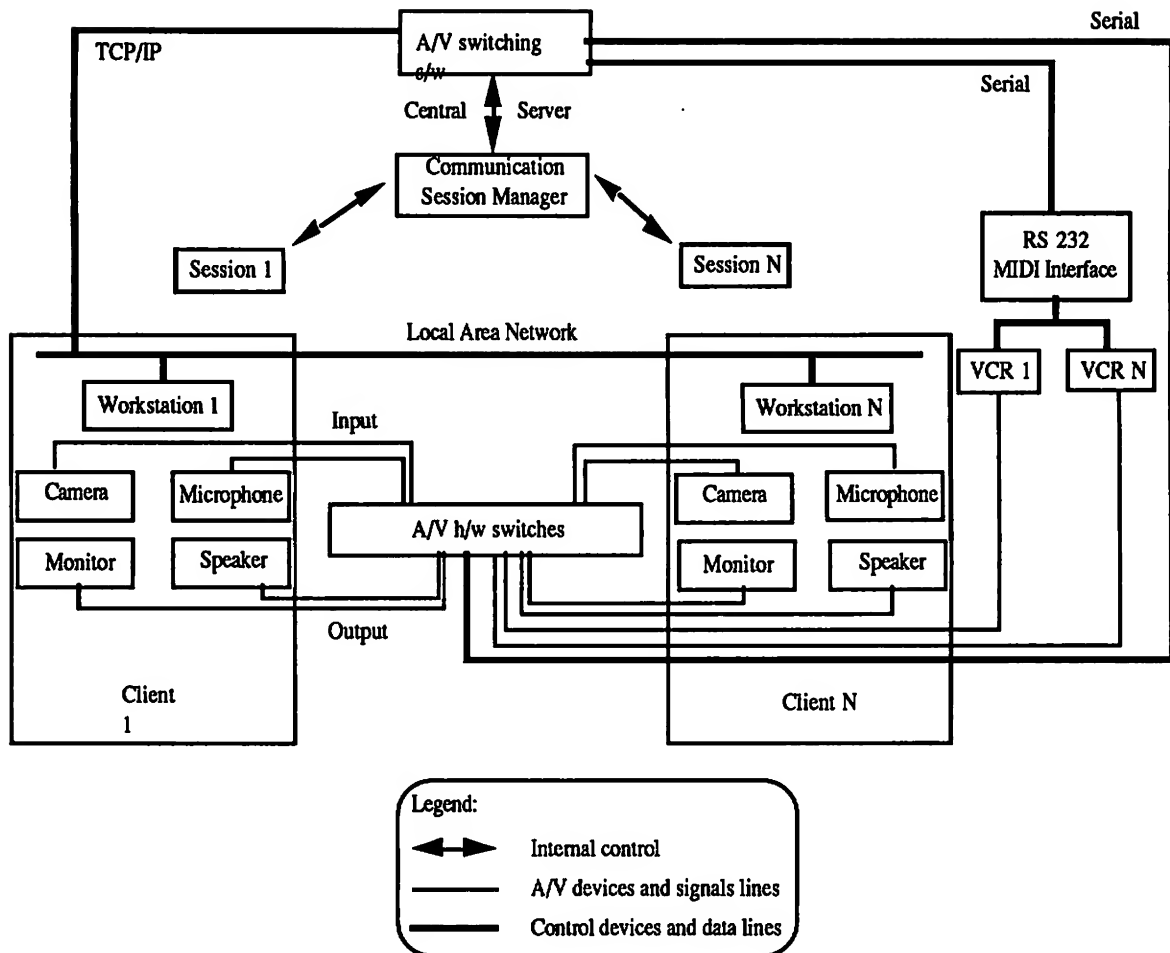 Serial
A/V switching
s/w
TCP/IP
Serial
Central Server
Communication
Session Manager
RS 232
MIDI Interface
Session 1
Session N
Local Area Network
VCR 1
VCR N
Workstation 1
Workstation N
Input
Camera
Microphone
Camera
Microphone
A/V h/w switches
Monitor
Speaker
Monitor
Speaker
Output
Client
1
Client N
Legend:
Internal control
A/V devices and signals lines
Control devices and data lines